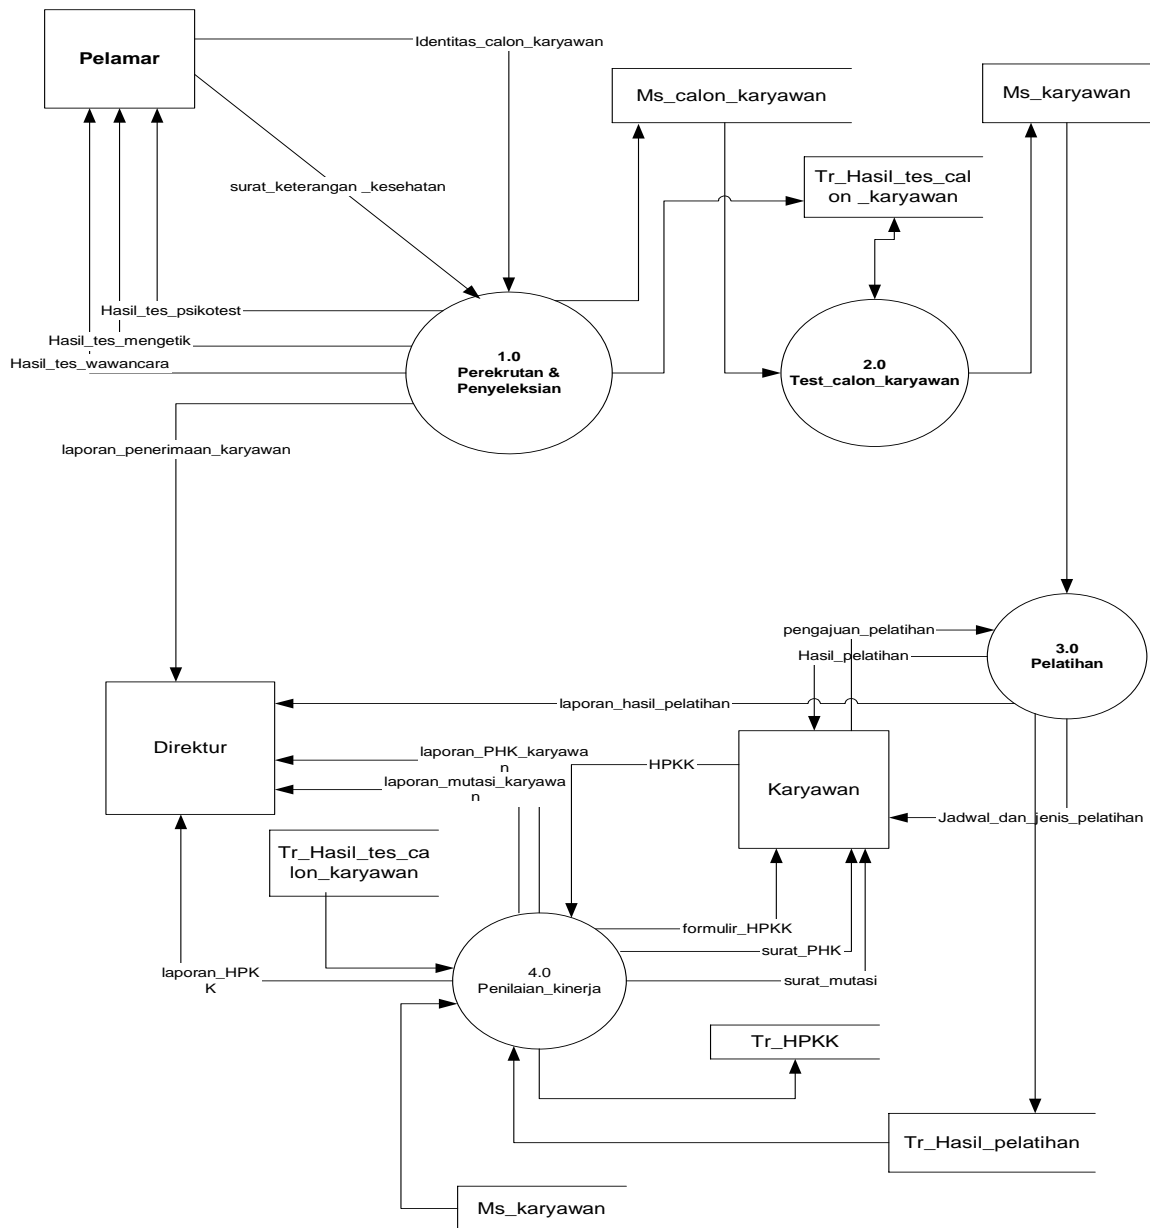 Identitas_calon_karyawan
Pelamar
Ms_calon_karyawan
Ms_karyawan
surat_keterangan _kesehatan
Tr_Hasil_tes_cal
on _karyawan
Hasil_tes_psikotest
Hasil_tes_mengetik
Hasil_tes_wawancara
1.0
Perekrutan &
Penyeleksian
2.0
Test_calon_karyawan
laporan_penerimaan_karyawan
pengajuan_pelatihan
Hasil_pelatihan
3.0
Pelatihan
laporan_hasil_pelatihan
Direktur
laporan_PHK_karyawa
n
laporan_mutasi_karyawa
n
HPKK
Karyawan
Jadwal_dan_jenis_pelatihan
Tr_Hasil_tes_ca
lon_karyawan
formulir_HPKK
surat_PHK
surat_mutasi
laporan_HPK
K
4.0
Penilaian_kinerja
Tr_HPKK
Tr_Hasil_pelatihan
Ms_karyawan